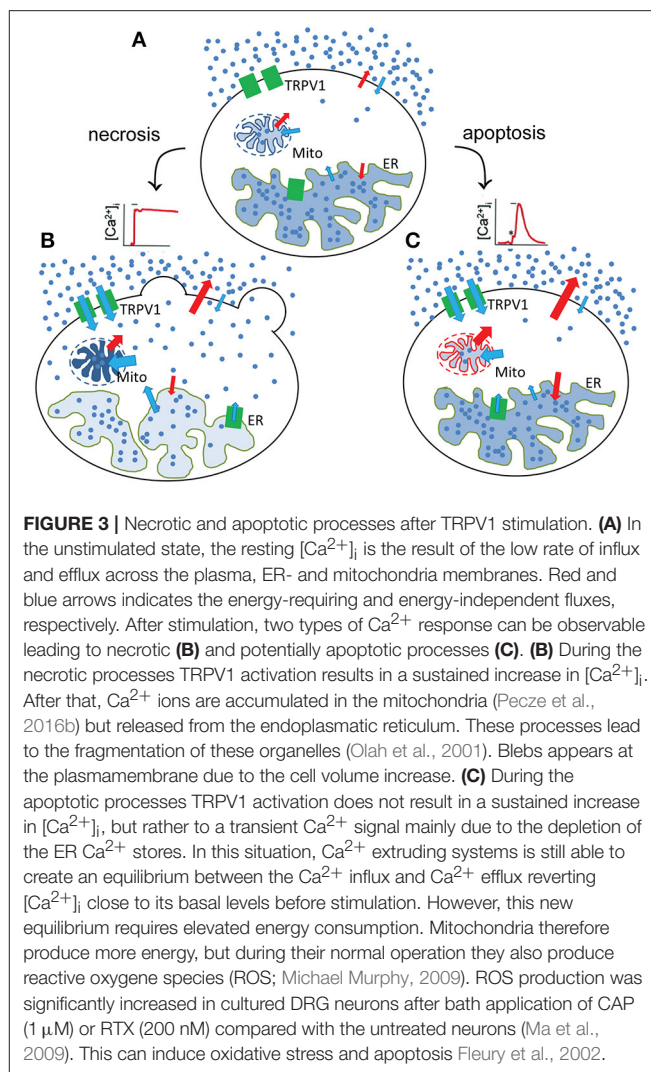 A
TRPV1
necrosis
apoptosis
Mito
ER
[Ca2+]i
[Ca2+]i
*
B
C
TRPV1
TRPV1
Mito
Mito
ER
ER
FIGURE 3 | Necrotic and apoptotic processes after TRPV1 stimulation. (A) In
the unstimulated state, the resting [Ca2+]i is the result of the low rate of influx
and efflux across the plasma, ER- and mitochondria membranes. Red and
blue arrows indicates the energy-requiring and energy-independent fluxes,
respectively. After stimulation, two types of Ca2+ response can be observable
leading to necrotic (B) and potentially apoptotic processes (C). (B) During the
necrotic processes TRPV1 activation results in a sustained increase in [Ca2+]i.
After that, Ca2+ ions are accumulated in the mitochondria (Pecze et al.,
2016b) but released from the endoplasmatic reticulum. These processes lead
to the fragmentation of these organelles (Olah et al., 2001). Blebs appears at
the plasmamembrane due to the cell volume increase. (C) During the
apoptotic processes TRPV1 activation does not result in a sustained increase
in [Ca2+]i, but rather to a transient Ca2+ signal mainly due to the depletion of
the ER Ca2+ stores. In this situation, Ca2+ extruding systems is still able to
create an equilibrium between the Ca2+ influx and Ca2+ efflux reverting
[Ca2+]i close to its basal levels before stimulation. However, this new
equilibrium requires elevated energy consumption. Mitochondria therefore
produce more energy, but during their normal operation they also produce
reactive oxygene species (ROS; Michael Murphy, 2009). ROS production was
significantly increased in cultured DRG neurons after bath application of CAP
(1 μM) or RTX (200 nM) compared with the untreated neurons (Ma et al.,
2009). This can induce oxidative stress and apoptosis Fleury et al., 2002.